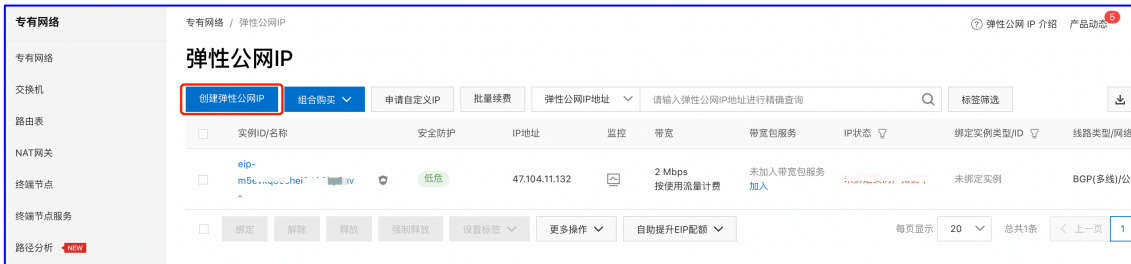 专有网络
专有网络 / 弹性公网IP
弹性公网 IP 介绍 产品动态 5
专有网络
弹性公网IP
交换机
创建弹性公网IP 组合购买 申请自定义IP 批量续费 弹性公网IP地址 请输入弹性公网IP地址进行精确查询 标签筛选
路由表
实例ID/名称 安全防护 IP地址 监控 带宽 带宽包服务 IP状态 绑定实例类型/ID 线路类型/网络
NAT网关
终端节点
eip-
低危 47.104.11.132 2 Mbps 未加入带宽包服务 未绑定实例 BGP(多线)/公
按使用流量计费 加入
-
终端节点服务
绑定 解除 释放 强制释放 设置标签 更多操作 自助提升EIP配额 每页显示 20 总共1条 上一页 1
路径分析 NEW